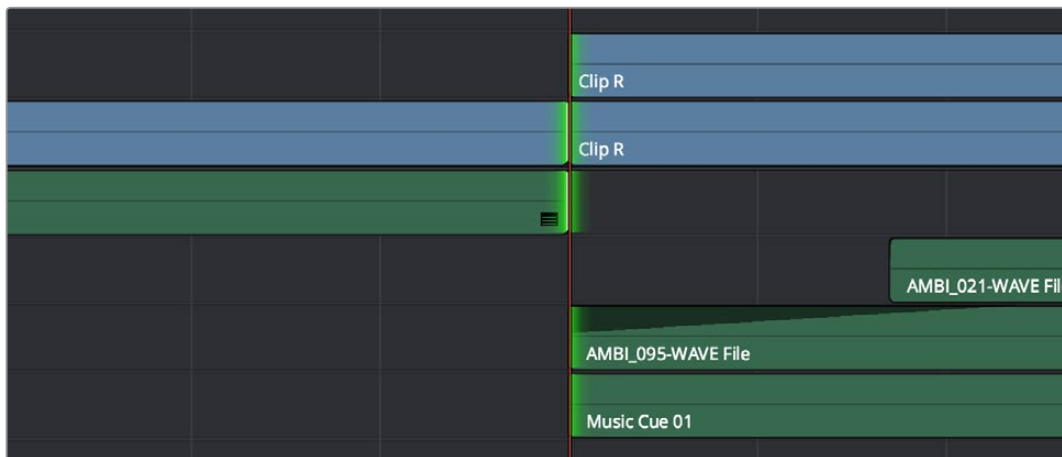 Clip R
Clip R
AMBI_021-WAVE Fil
AMBI_095-WAVE File
Music Cue 01